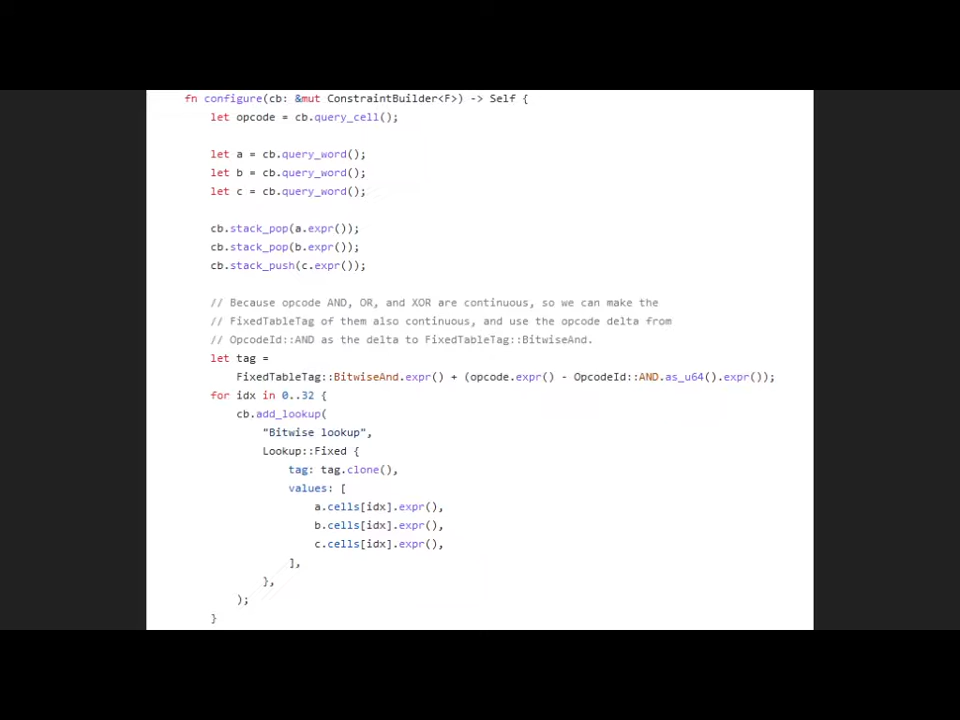 fn configure(cb: &mut ConstraintBuilder<F>) -> Self {
let opcode = cb.query_cell();
let a = cb.query_word();
let b = cb.query_word();
let c = cb.query_word();
cb.stack_pop(a.expr());
cb.stack_pop(b.expr());
cb.stack_push(c.expr());
// Because opcode AND, OR, and XOR are continuous, so we can make the
// FixedTableTag of them also continuous, and use the opcode delta from
// OpcodeId::AND as the delta to FixedTableTag::BitwiseAnd.
let tag =
FixedTableTag::BitwiseAnd.expr() + (opcode.expr() - OpcodeId::AND.as_u64().expr());
for idx in 0..32 {
cb.add_lookup(
"Bitwise lookup",
Lookup::Fixed {
tag: tag.clone(),
values: [
a.cells[idx].expr(),
b.cells[idx].expr(),
c.cells[idx].expr(),
],
},
);
}